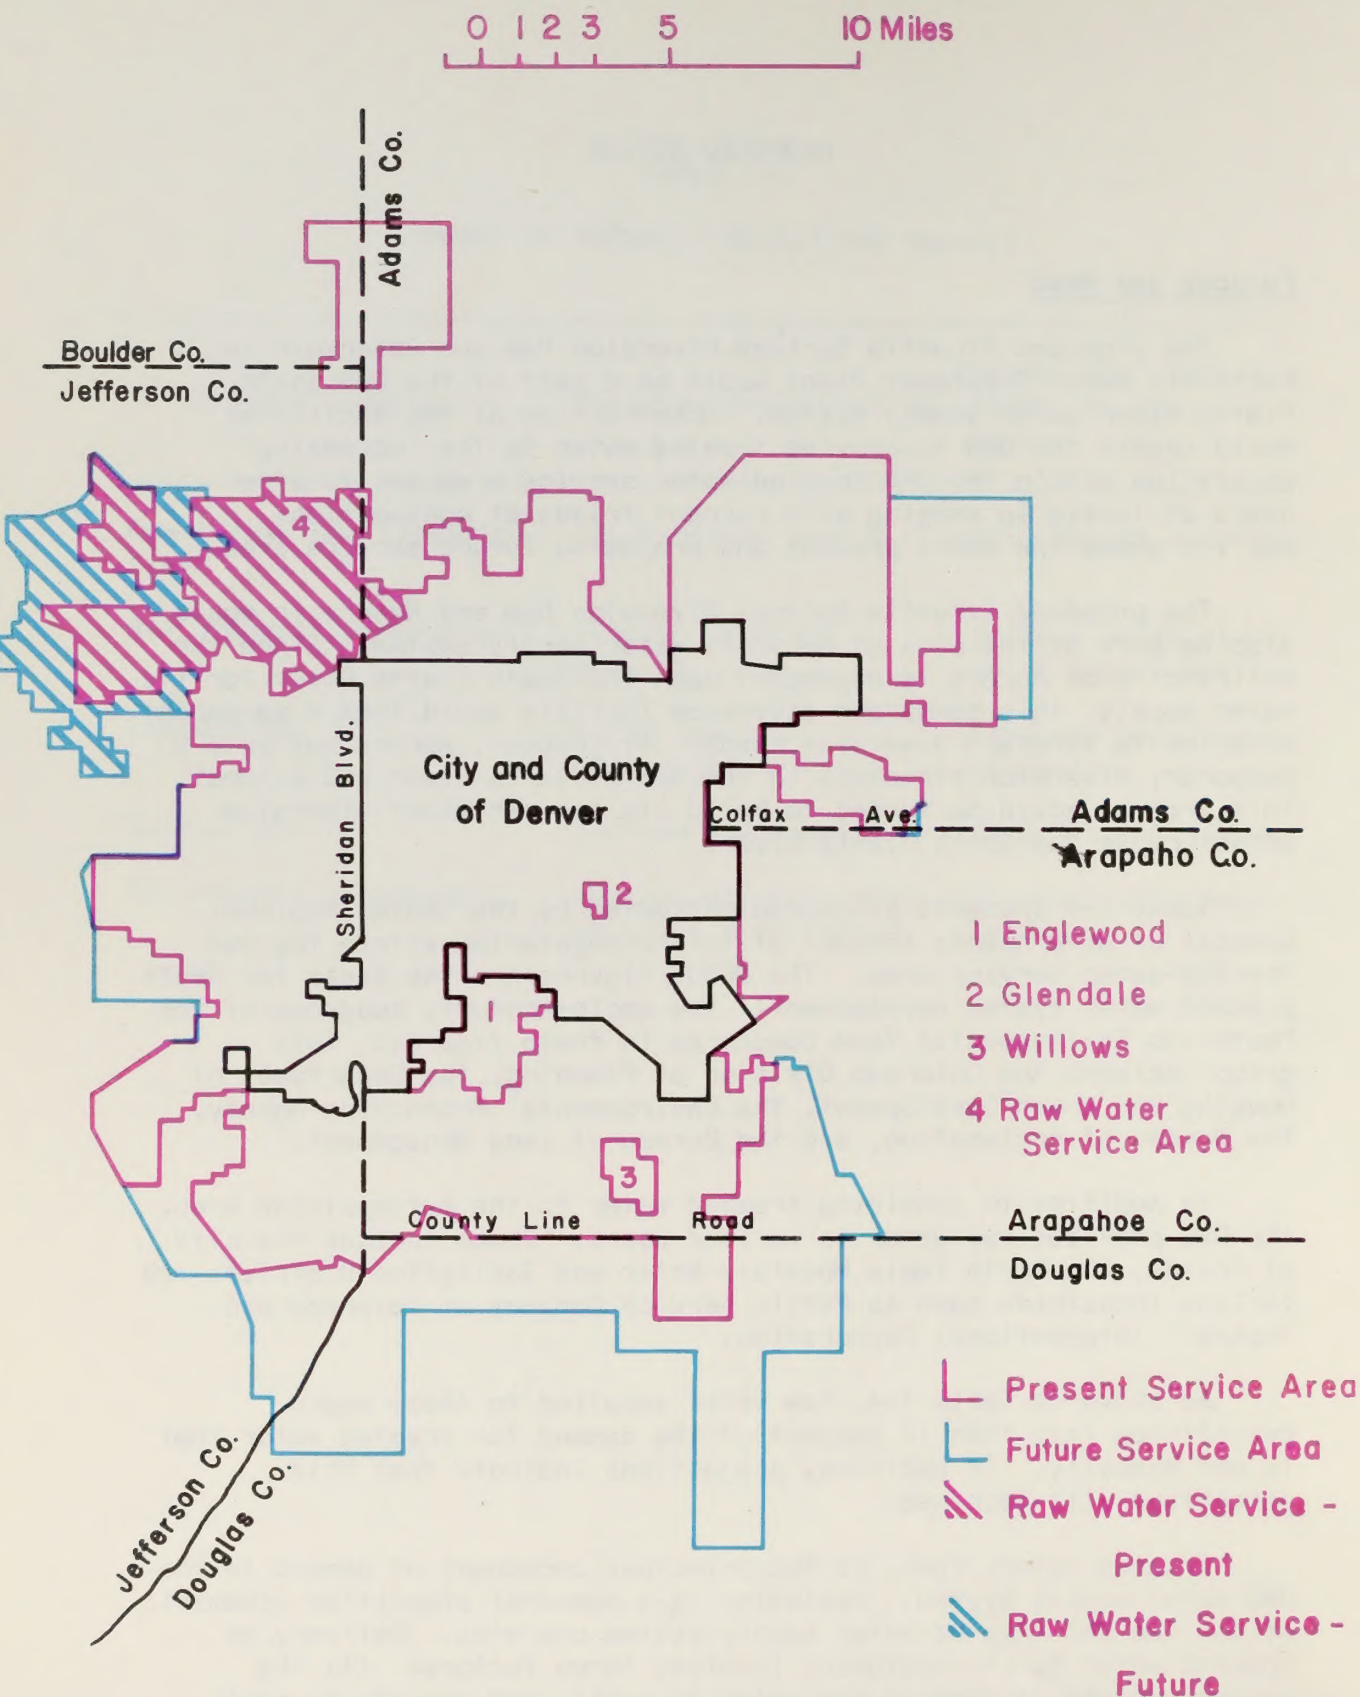 0 1 2 3 5 10 Miles
Adams Co.
Boulder Co.
Jefferson Co.
4
City and County
of Denver
Sheridan Blvd.
Colfax Ave.
Adams Co.
Arapaho Co.
2
1 Englewood
2 Glendale
3 Willows
4 Raw Water
Service Area
1
3
County Line Road
Arapahoe Co.
Douglas Co.
Jefferson Co.
Douglas Co.
Present Service Area
Future Service Area
Raw Water Service -
Present
Raw Water Service -
Future